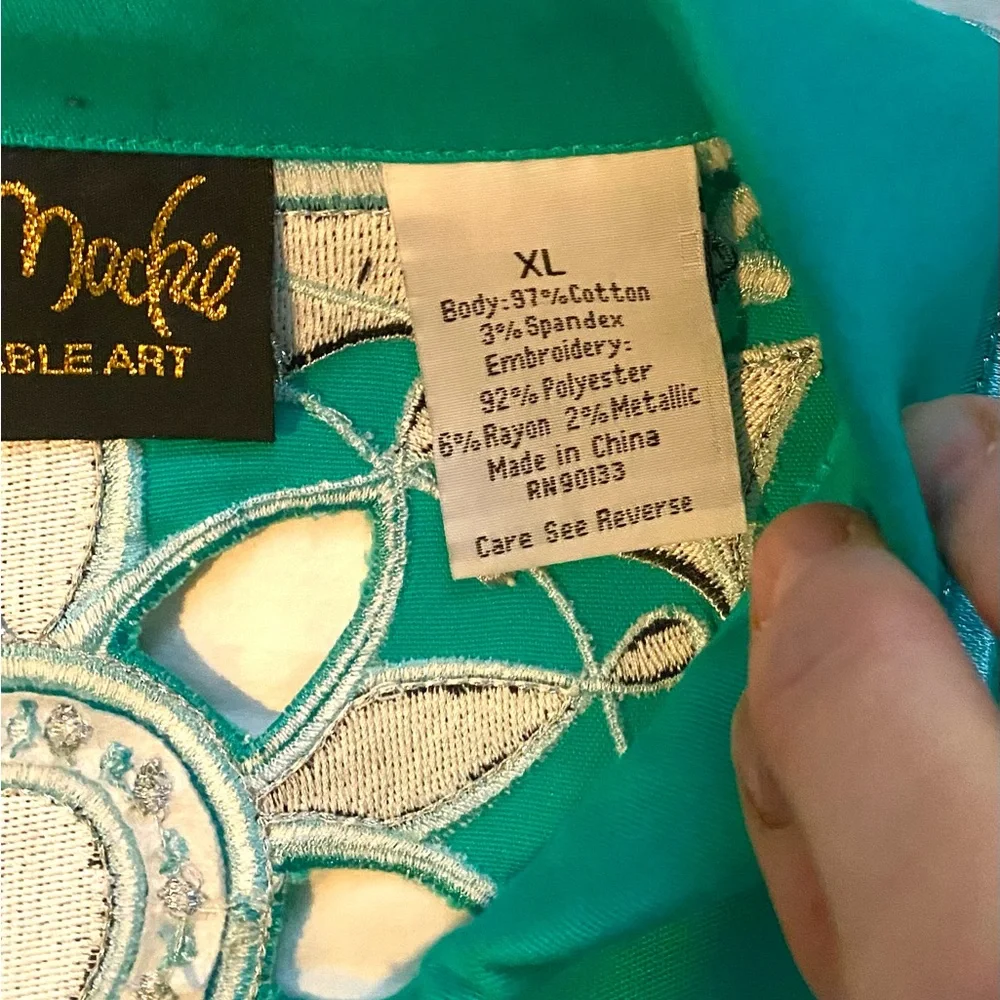 Mackie
ABLE ART
XL
Body:97%Cotton
3%Spandex
Embroidery:
92%Polyester
6%Rayon 2%Metallic
Made in China
RN90133
Care See Reverse